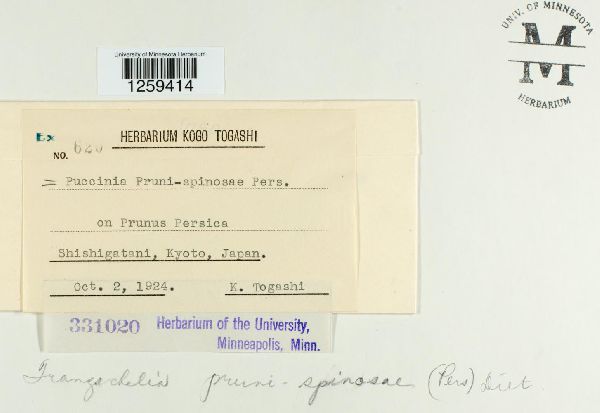 UNIV. OF MINNESOTA
M
HERBARIUM
University of Minnesota Herbarium
1259414
Ex HERBARIUM KOGO TOGASHI
NO. 620
= Puccinia Pruni-spinosae Pers.
on Prunus Persica
Shishigatani, Kyoto, Japan.
Oct. 2, 1924. K. Togashi
331020 Herbarium of the University,
Minneapolis, Minn.
Tranzschelia pruni-spinosae (Pers) Diet.